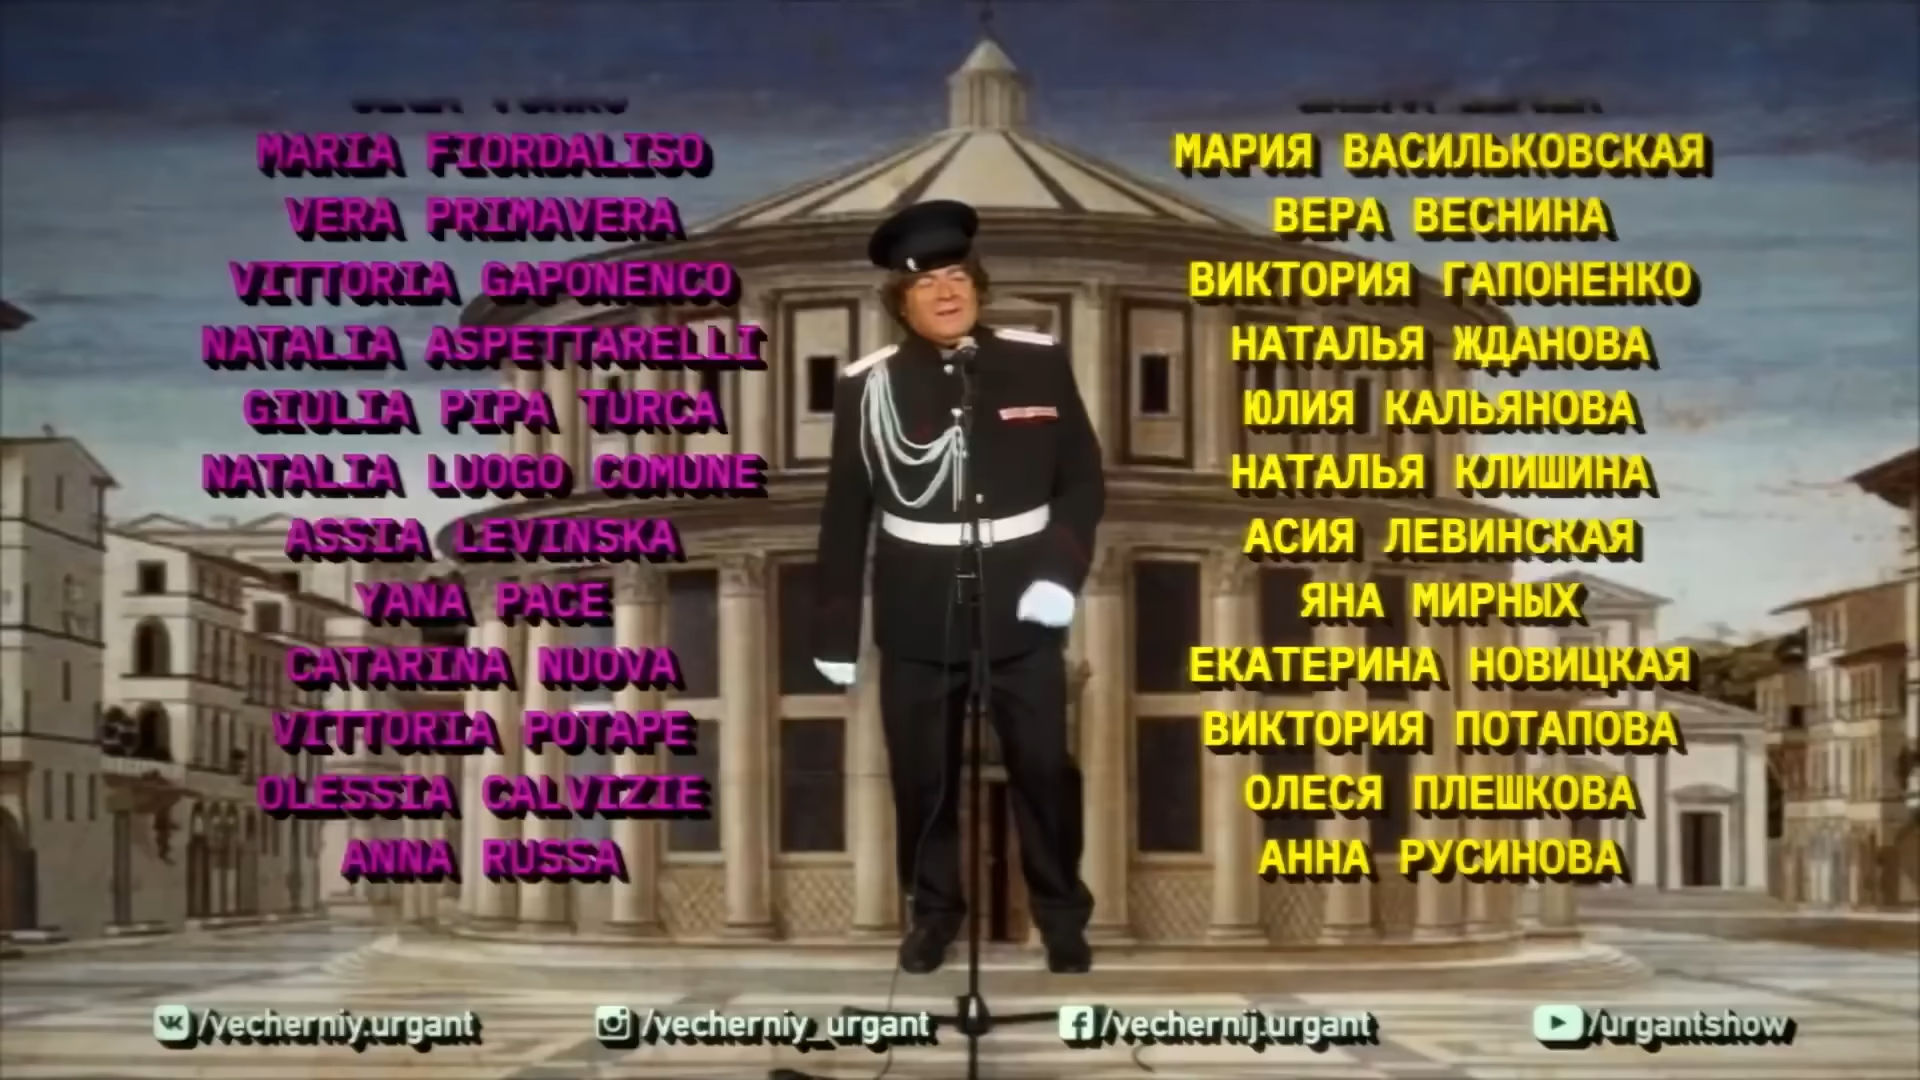 MARIA FIORDALISO
VERA PRIMAVERA
VITTORIA GAPONENCO
NATALIA ASPETTARELLI
GIULIA PIPA TURCA
NATALIA LUOGO COMUNE
ASSIA LEVINSKA
YANA PACE
CATARINA NUOVA
VITTORIA POTAPE
OLESSIA CALVIZIE
ANNA RUSSA
МАРИЯ ВАСИЛЬКОВСКАЯ
ВЕРА ВЕСНИНА
ВИКТОРИЯ ГАПОНЕНКО
НАТАЛЬЯ ЖДАНОВА
ЮЛИЯ КАЛЬЯНОВА
НАТАЛЬЯ КЛИШИНА
АСИЯ ЛЕВИНСКАЯ
ЯНА МИРНЫХ
ЕКАТЕРИНА НОВИЦКАЯ
ВИКТОРИЯ ПОТАПОВА
ОЛЕСЯ ПЛЕШКОВА
АННА РУСИНОВА
/vecherniy.urgant
/vecherniy_urgant
/vechernij.urgant
/urgantshow